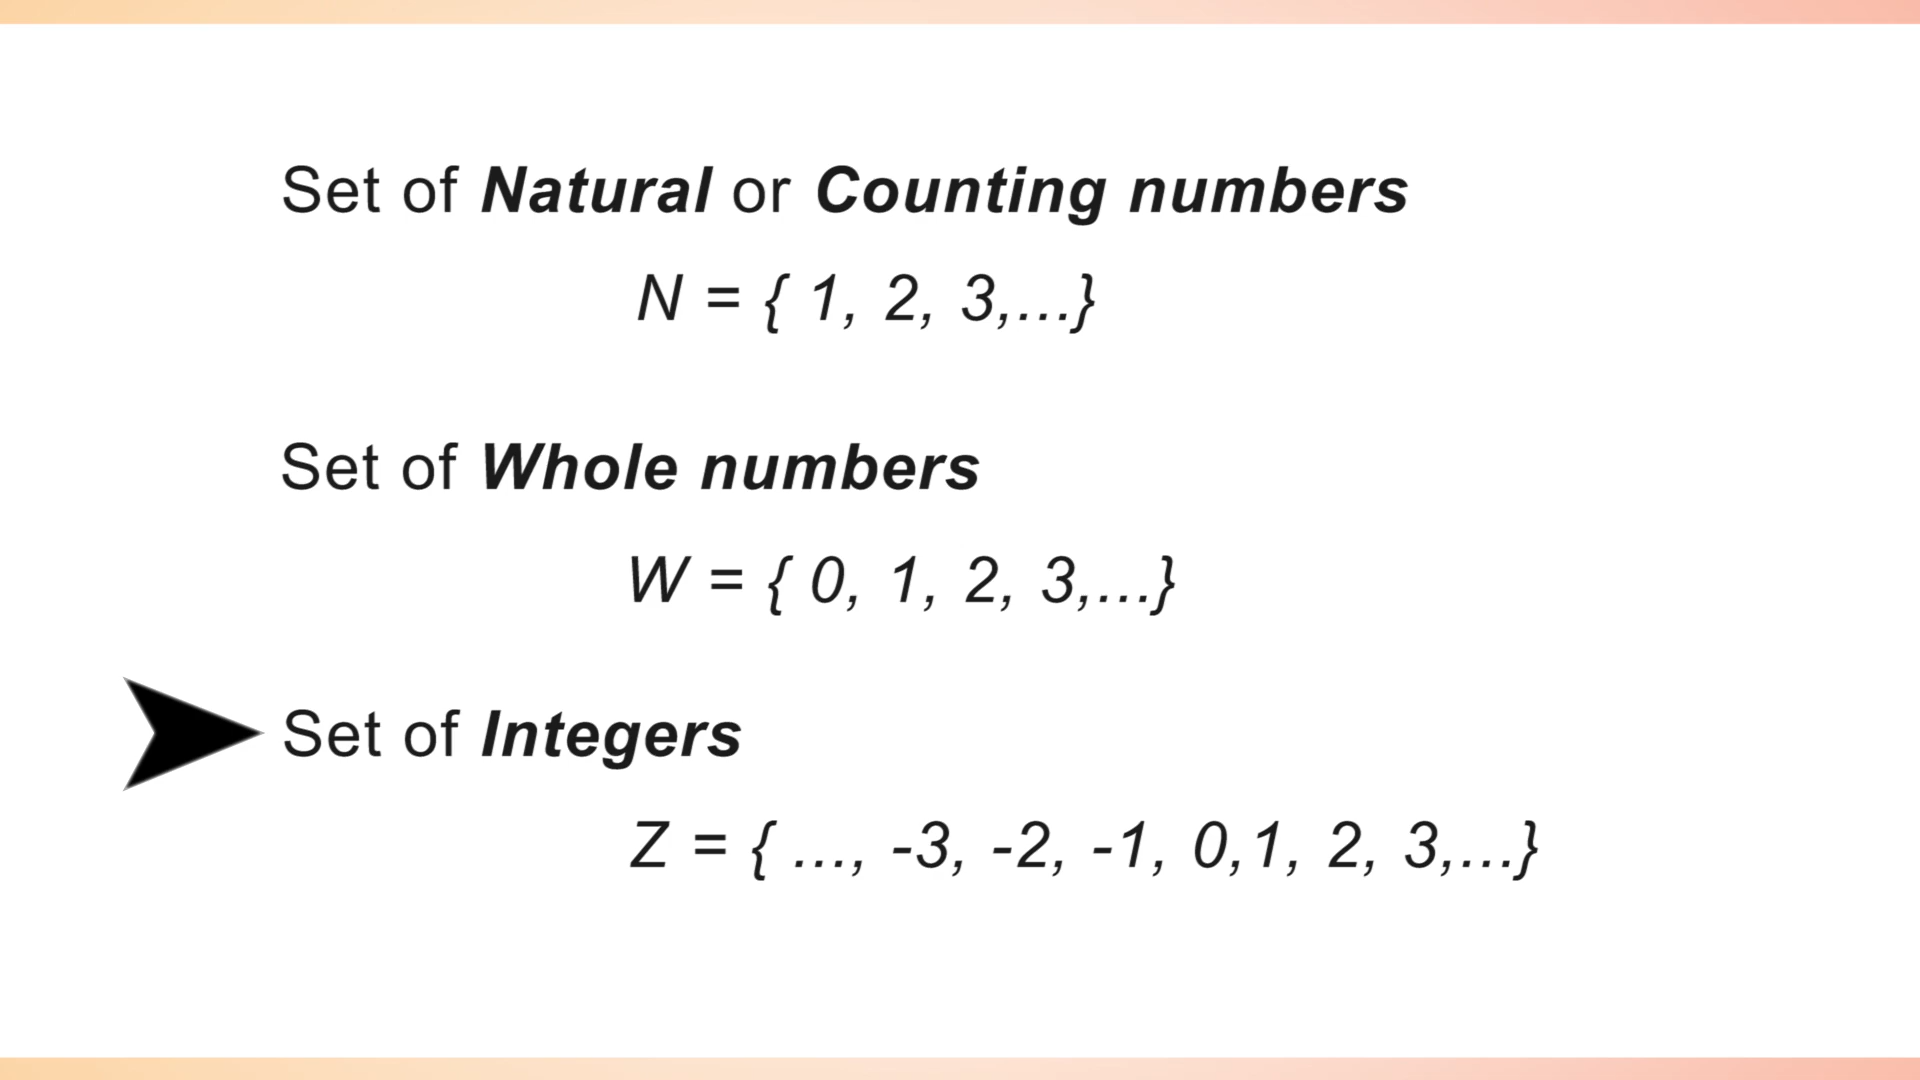 Set of Natural or Counting numbers
N = { 1, 2, 3,...}
Set of Whole numbers
W = { 0, 1, 2, 3,...}
Set of Integers
Z = { ..., -3, -2, -1, 0,1, 2, 3,...}